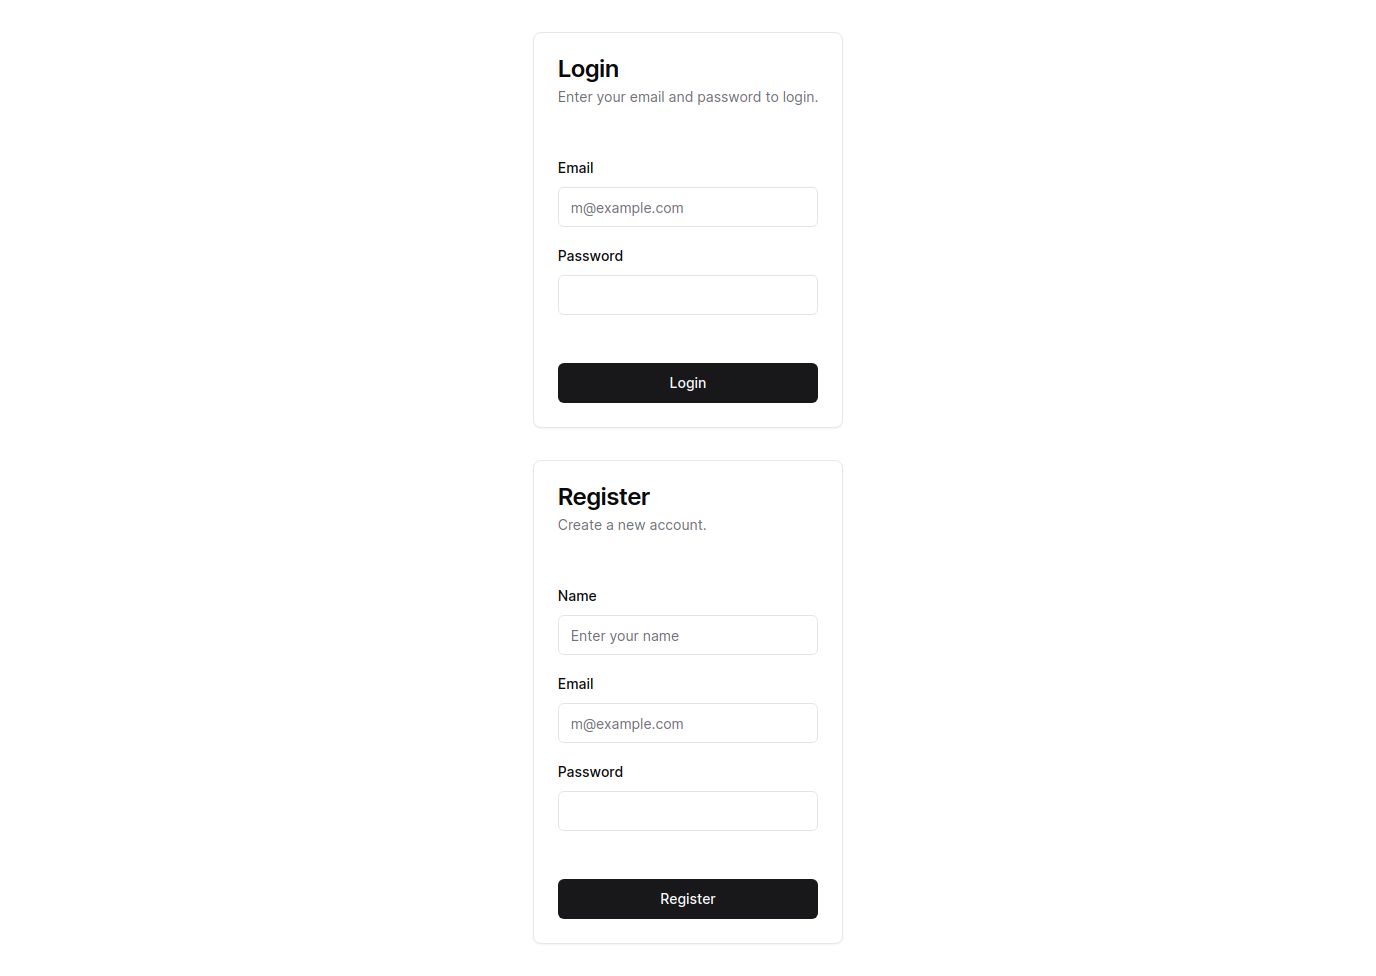 Login
Enter your email and password to login.
Email
m@example.com
Password
Login
Register
Create a new account.
Name
Enter your name
Email
m@example.com
Password
Register